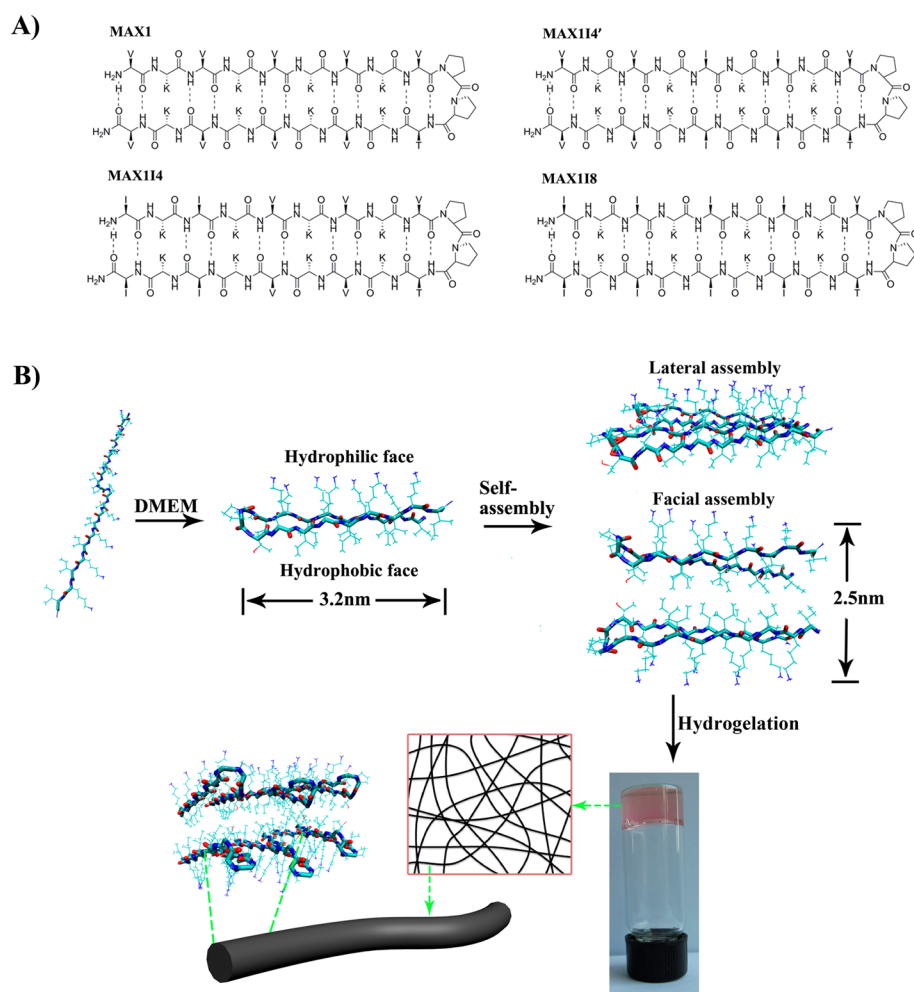 A)
MAX1
V O V O V O V O V
K K K K
K K K K
V V V V T
MAX1I4′
V O V O I O I O V
K K K K
K K K K
V V I I T
MAX1I4
I O I O V O V O V
K K K K
K K K K
I I V V T
MAX1I8
I O I O I O I O V
K K K K
K K K K
I I I I T
B)
DMEM
Hydrophilic face
Hydrophobic face
3.2nm
Self-
assembly
Lateral assembly
Facial assembly
2.5nm
Hydrogelation